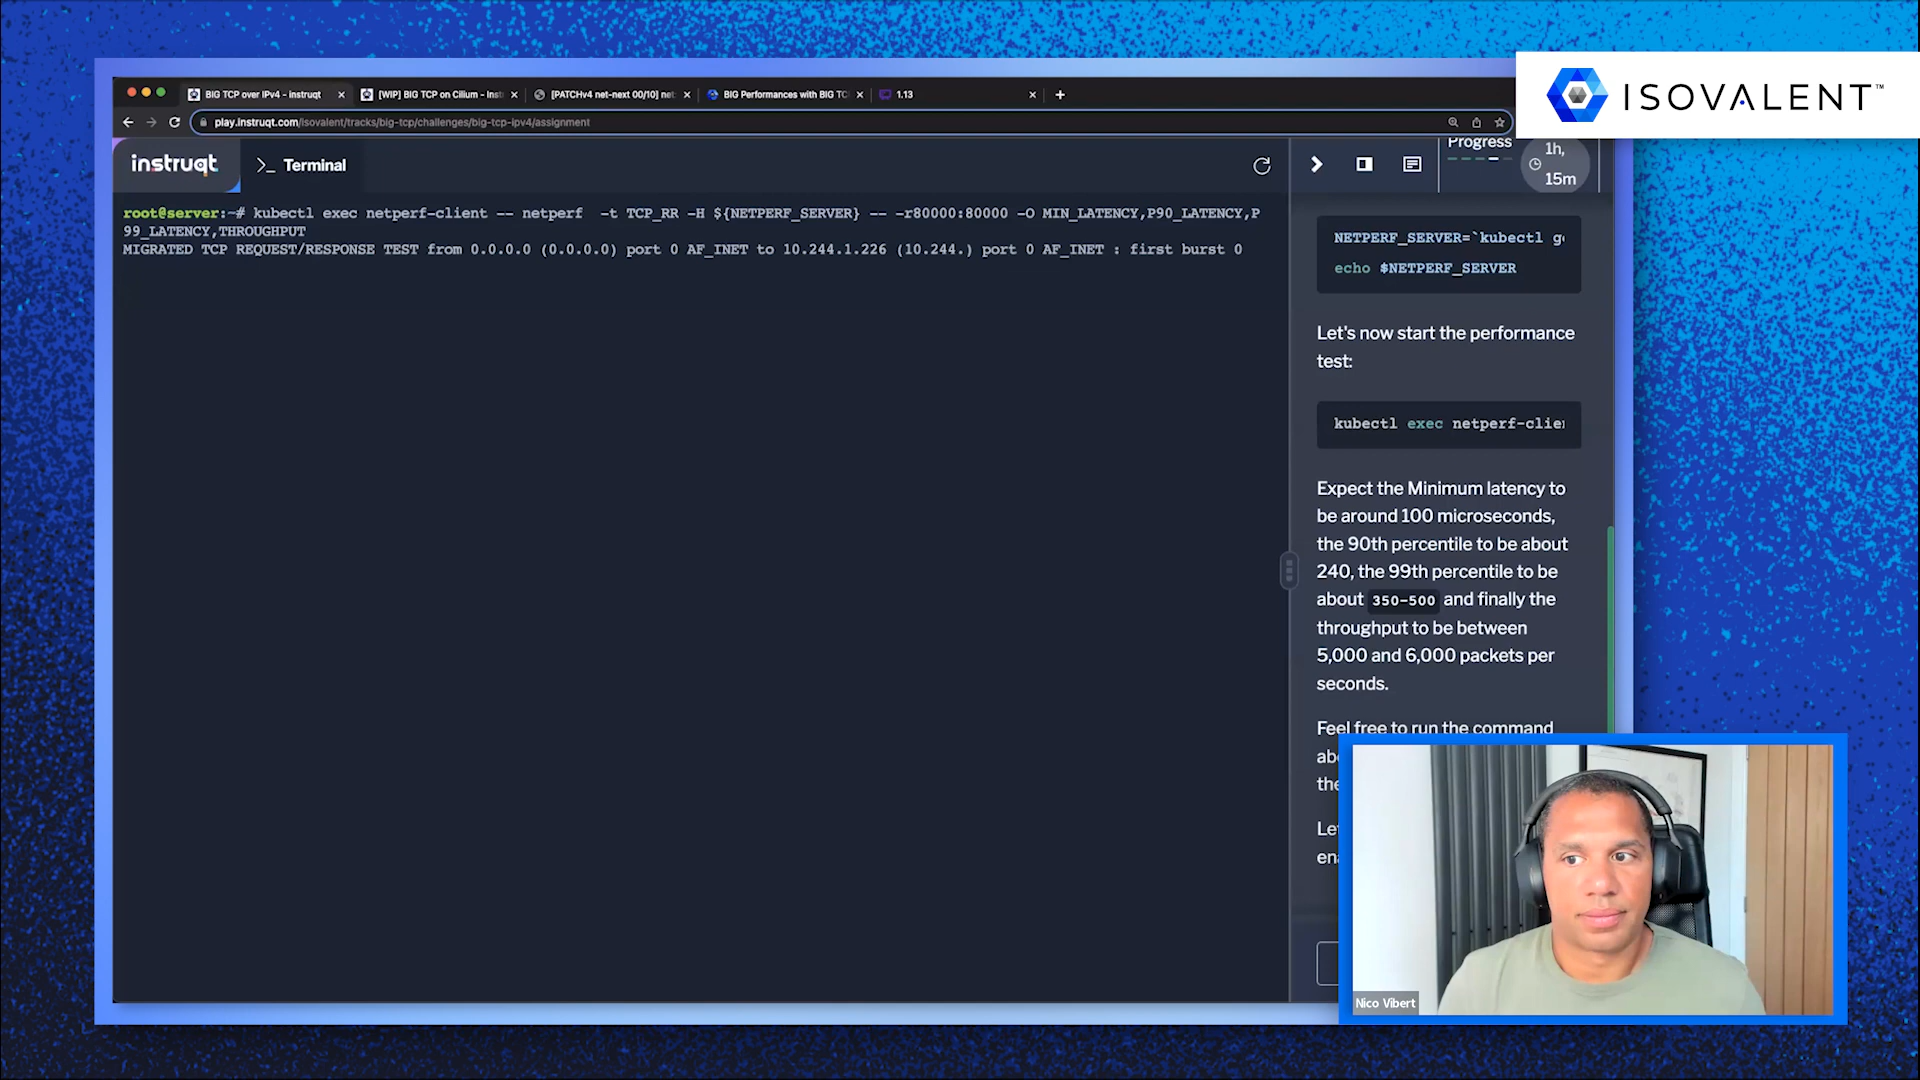 ISOVALENT™
BIG TCP over IPv4 - instruqt
[WIP] BIG TCP on Cilium - Inst
[PATCHv4 net-next 00/10] net
BIG Performances with BIG TC
1.13
play.instruqt.com/isovalent/tracks/big-tcp/challenges/big-tcp-ipv4/assignment
instruqt
>_ Terminal
Progress
1h,
15m
root@server:~# kubectl exec netperf-client -- netperf  -t TCP_RR -H ${NETPERF_SERVER} -- -r80000:80000 -O MIN_LATENCY,P90_LATENCY,P
99_LATENCY,THROUGHPUT
MIGRATED TCP REQUEST/RESPONSE TEST from 0.0.0.0 (0.0.0.0) port 0 AF_INET to 10.244.1.226 (10.244.) port 0 AF_INET : first burst 0
NETPERF_SERVER=`kubectl ge
echo $NETPERF_SERVER
Let's now start the performance
test:
kubectl exec netperf-clien
Expect the Minimum latency to
be around 100 microseconds,
the 90th percentile to be about
240, the 99th percentile to be
about 350-500 and finally the
throughput to be between
5,000 and 6,000 packets per
seconds.
Feel free to run the command
Nico Vibert